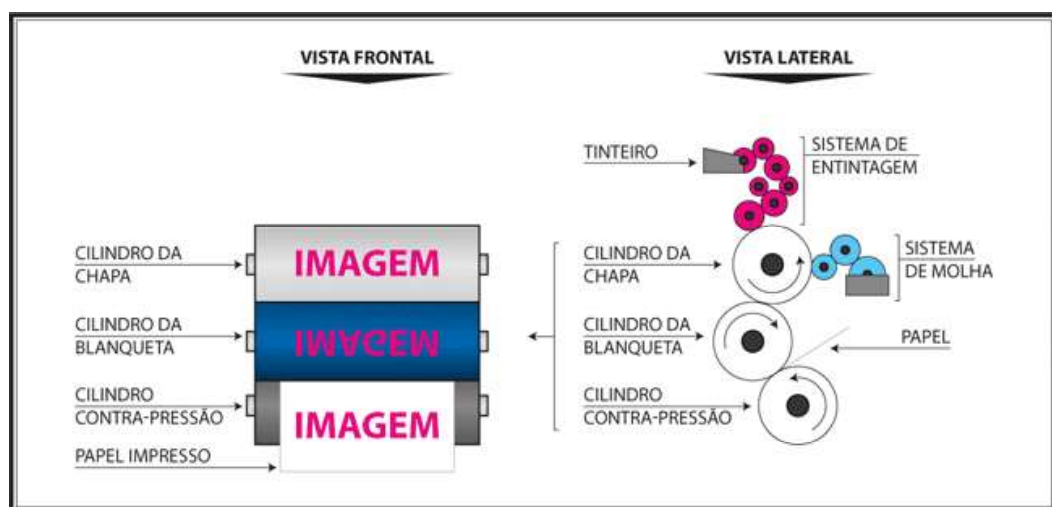 VISTA FRONTAL
CILINDRO DA
CHAPA
CILINDRO DA
BLANQUETA
CILINDRO
CONTRA-PRESSÃO
PAPEL IMPRESSO
IMAGEM
IMAGEM
IMAGEM
VISTA LATERAL
TINTEIRO
SISTEMA DE
ENTINTAGEM
CILINDRO DA
CHAPA
SISTEMA
DE MOLHA
CILINDRO DA
BLANQUETA
PAPEL
CILINDRO
CONTRA-PRESSÃO